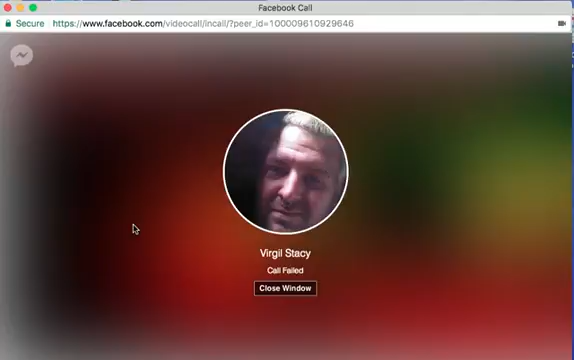 Facebook Call
Secure https://www.facebook.com/videocall/incall/?peer_id=100009610929646
Virgil Stacy
Call Failed
Close Window